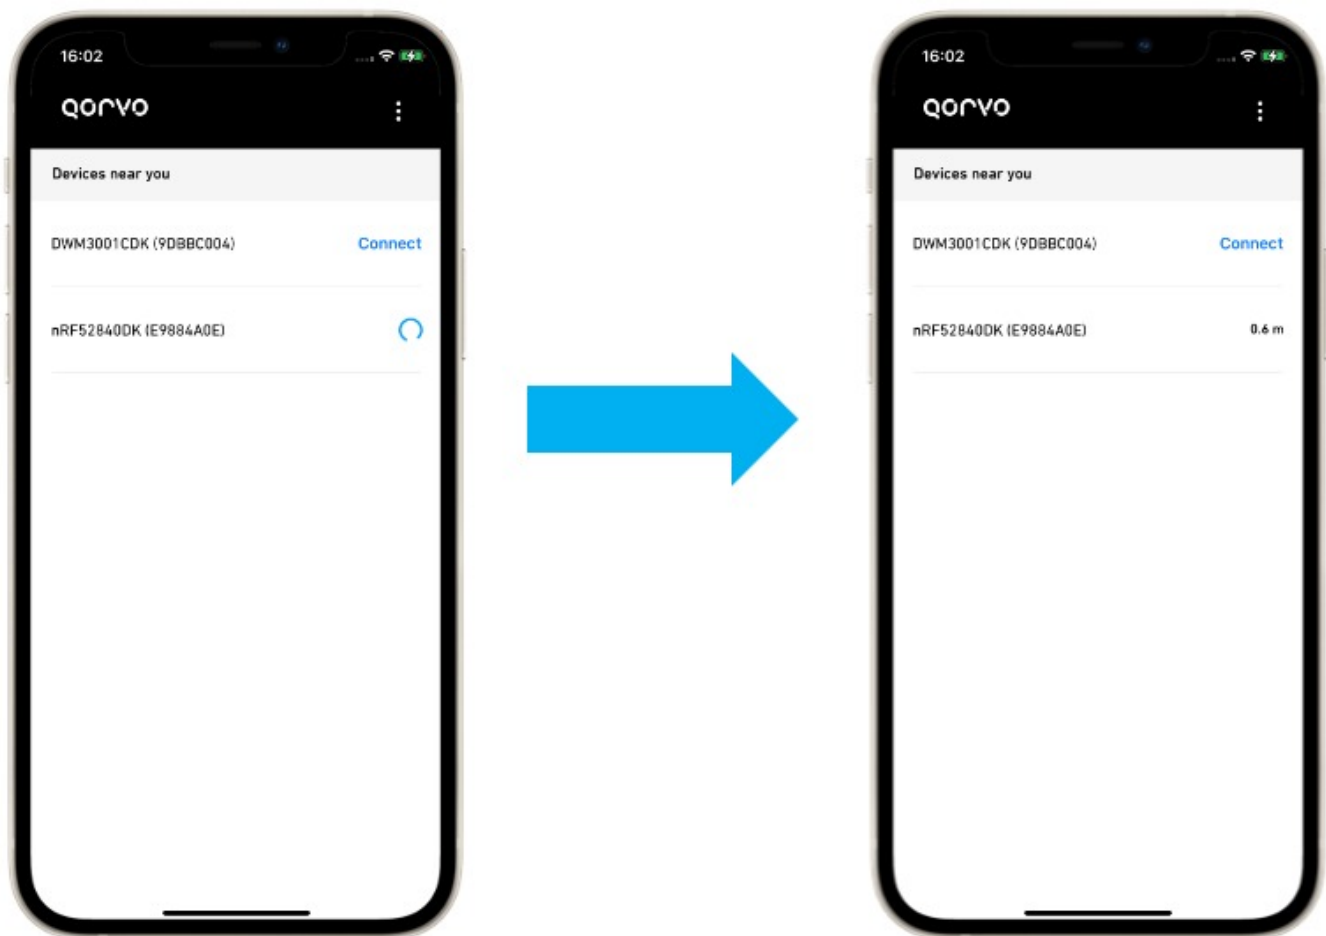 16:02
QORVO
Devices near you
DWM3001CDK (9DBBC004)
Connect
nRF52840DK (E9884A0E)
16:02
QORVO
Devices near you
DWM3001CDK (9DBBC004)
Connect
nRF52840DK (E9884A0E)
0.6 m